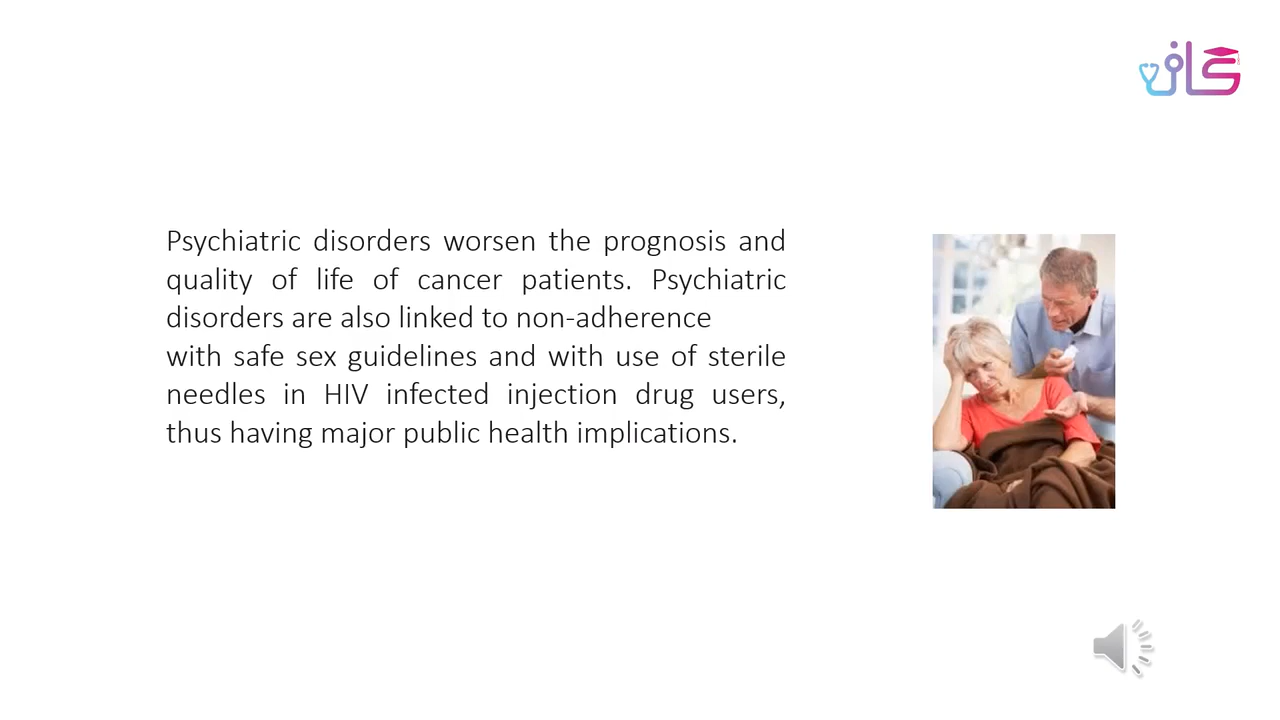 كافي
Psychiatric disorders worsen the prognosis and
quality of life of cancer patients. Psychiatric
disorders are also linked to non-adherence
with safe sex guidelines and with use of sterile
needles in HIV infected injection drug users,
thus having major public health implications.